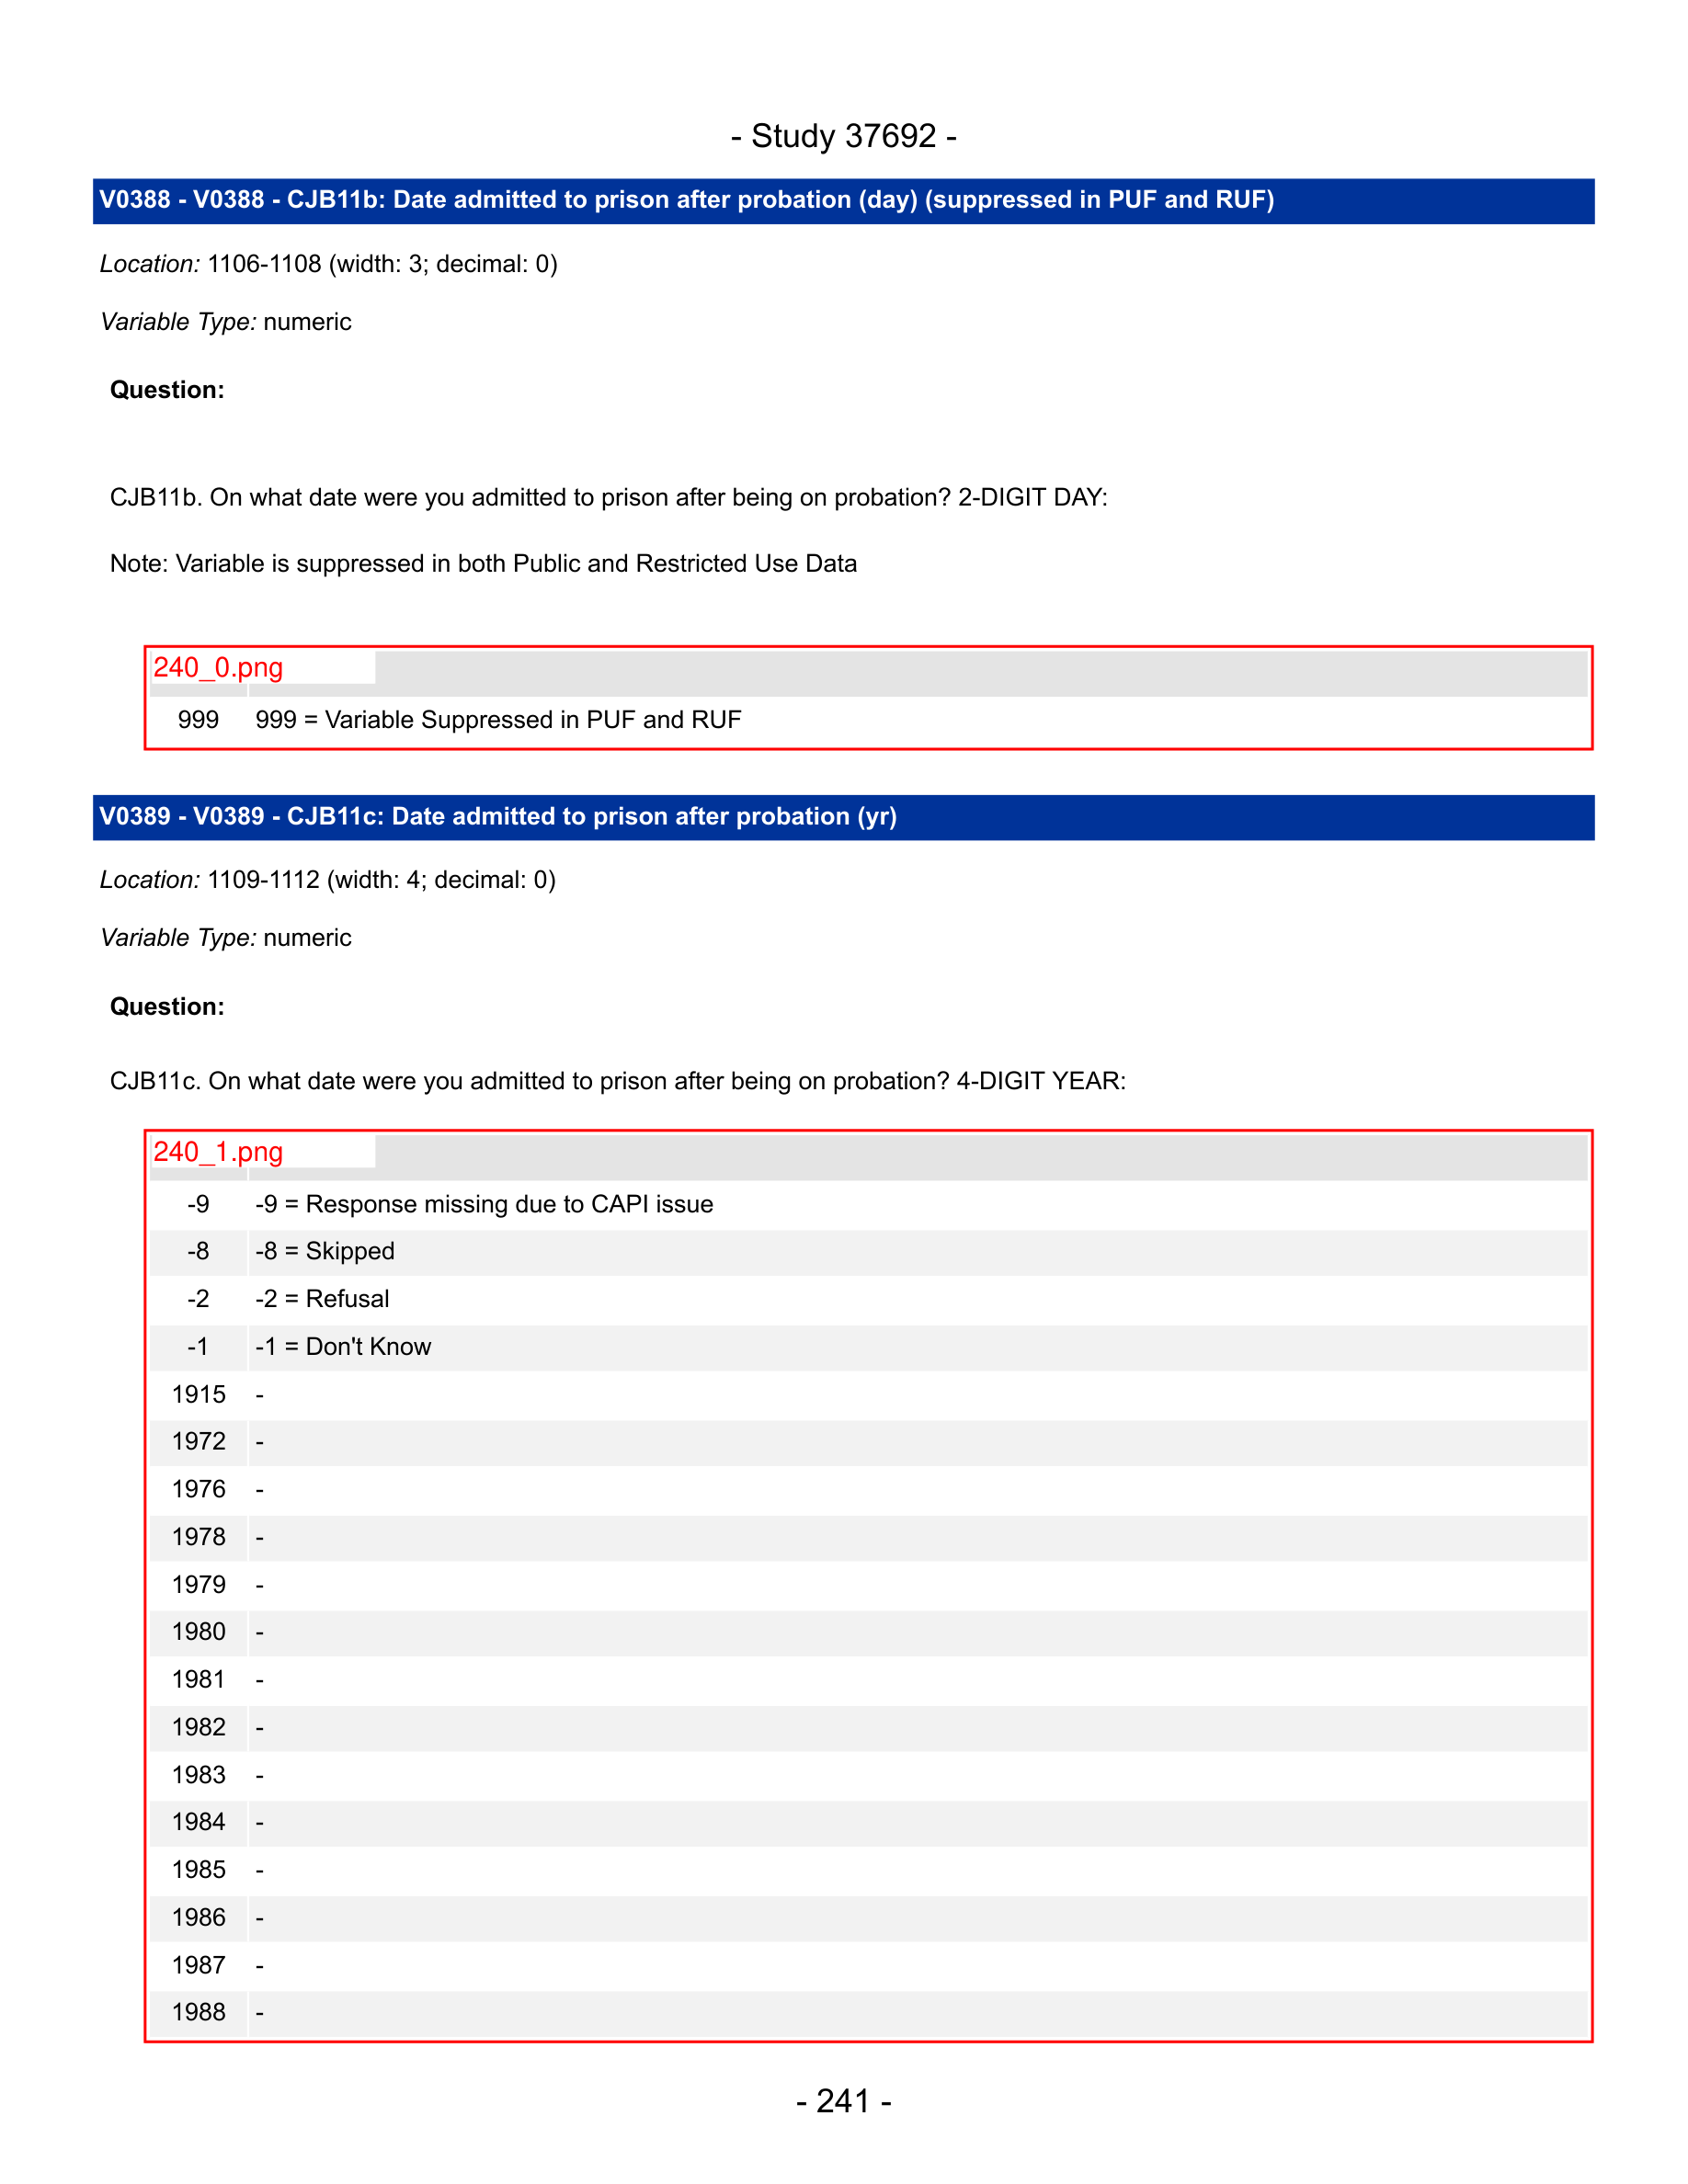 - Study 37692 -
V0388 - V0388 - CJB11b: Date admitted to prison after probation (day) (suppressed in PUF and RUF)
Location: 1106-1108 (width: 3; decimal: 0)
Variable Type: numeric
Question:
CJB11b. On what date were you admitted to prison after being on probation? 2-DIGIT DAY:
Note: Variable is suppressed in both Public and Restricted Use Data
240_0.png
999 999 = Variable Suppressed in PUF and RUF
V0389 - V0389 - CJB11c: Date admitted to prison after probation (yr)
Location: 1109-1112 (width: 4; decimal: 0)
Variable Type: numeric
Question:
CJB11c. On what date were you admitted to prison after being on probation? 4-DIGIT YEAR:
240_1.png
-9 -9 = Response missing due to CAPI issue
-8 -8 = Skipped
-2 -2 = Refusal
-1 -1 = Don't Know
1915 -
1972 -
1976 -
1978 -
1979 -
1980 -
1981 -
1982 -
1983 -
1984 -
1985 -
1986 -
1987 -
1988 -
- 241 -